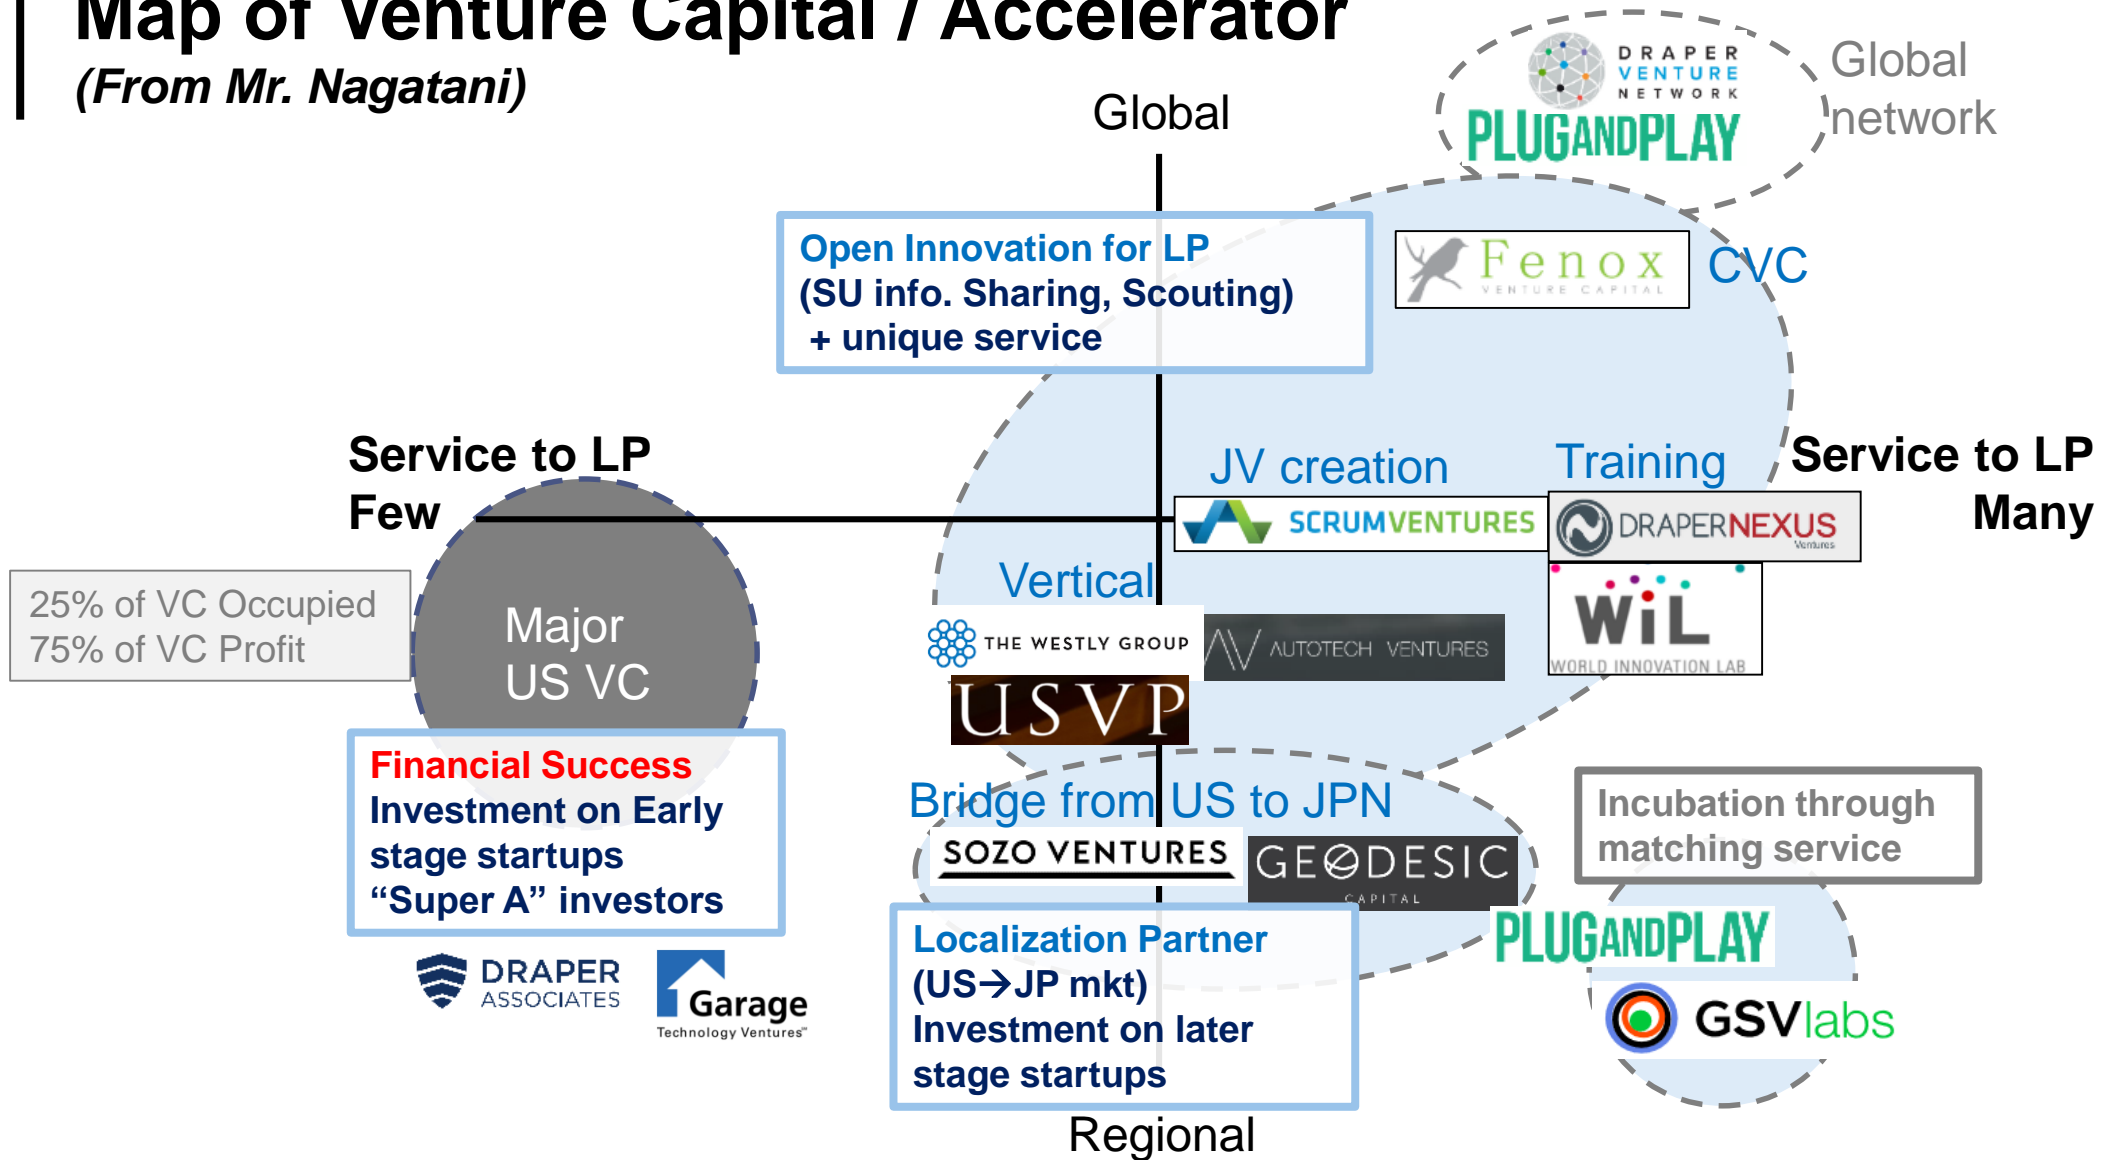 Map of Venture Capital / Accelerator
(From Mr. Nagatani)
DRAPER
VENTURE
NETWORK
PLUGANDPLAY
Global
network
Global
Open Innovation for LP
(SU info. Sharing, Scouting)
+ unique service
Fenox
VENTURE CAPITAL
CVC
Service to LP
Few
JV creation
SCRUMVENTURES
Training
DRAPERNEXUS
Ventures
Service to LP
Many
WiL
WORLD INNOVATION LAB
25% of VC Occupied
75% of VC Profit
Major
US VC
Vertical
THE WESTLY GROUP
AUTOTECH VENTURES
USVP
Financial Success
Investment on Early
stage startups
“Super A” investors
DRAPER
ASSOCIATES
Garage
Technology Ventures™
Bridge from US to JPN
SOZO VENTURES
GEODESIC
CAPITAL
Localization Partner
(US→JP mkt)
Investment on later
stage startups
Incubation through
matching service
PLUGANDPLAY
GSVlabs
Regional